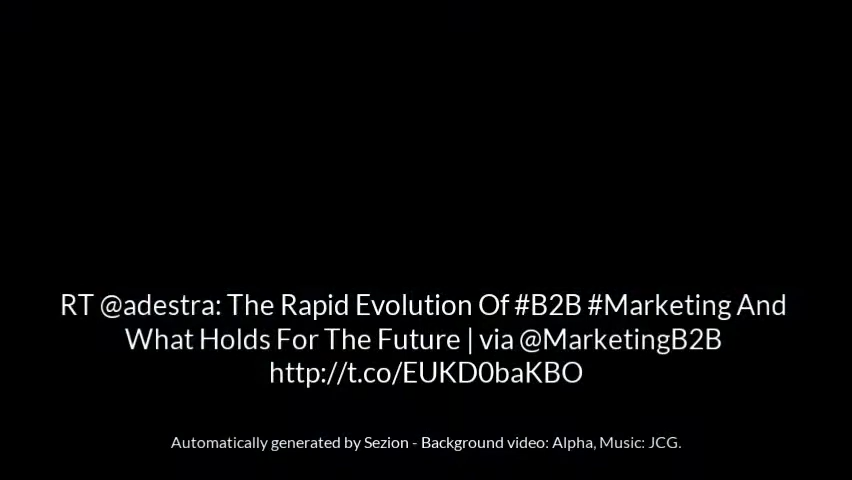 RT @adestra: The Rapid Evolution Of #B2B #Marketing And
What Holds For The Future | via @MarketingB2B
http://t.co/EUKD0baKBO
Automatically generated by Sezion - Background video: Alpha, Music: JCG.